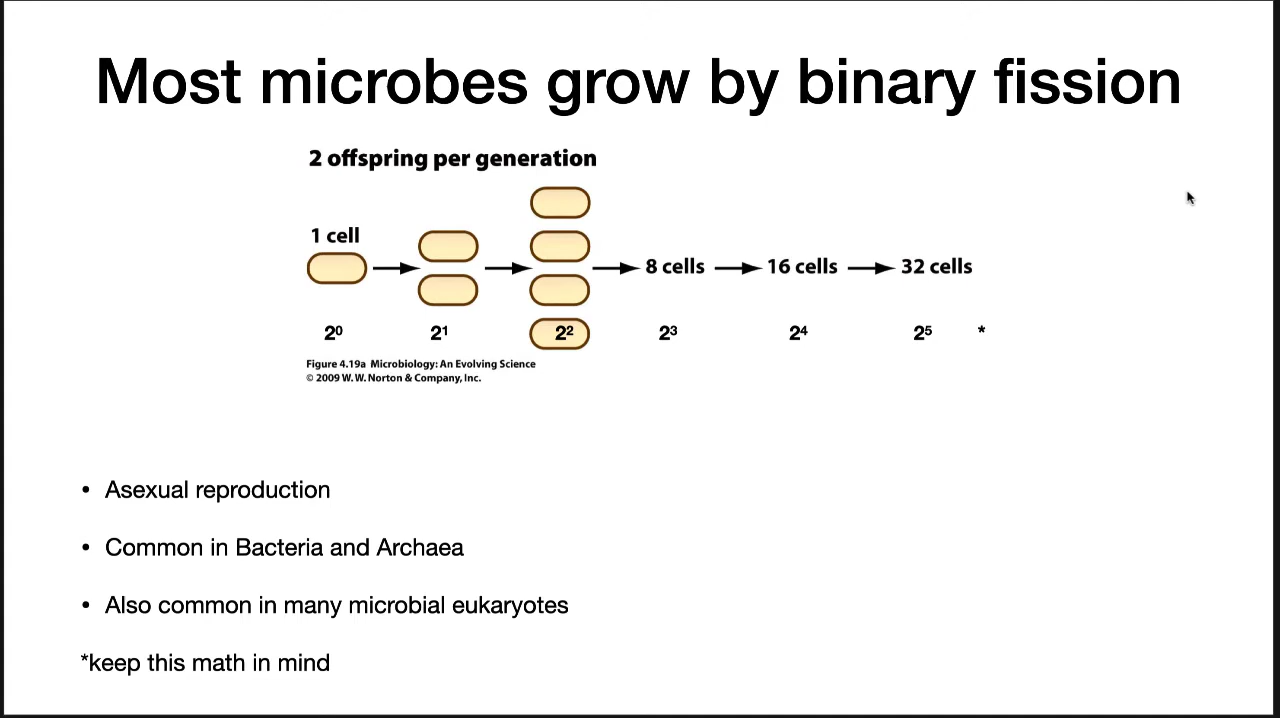 Most microbes grow by binary fission
2 offspring per generation
1 cell
8 cells
16 cells
32 cells
2⁰ 2¹ 2² 2³ 2⁴ 2⁵ *
Figure 4.19a Microbiology: An Evolving Science
© 2009 W. W. Norton & Company, Inc.
• Asexual reproduction
• Common in Bacteria and Archaea
• Also common in many microbial eukaryotes
*keep this math in mind